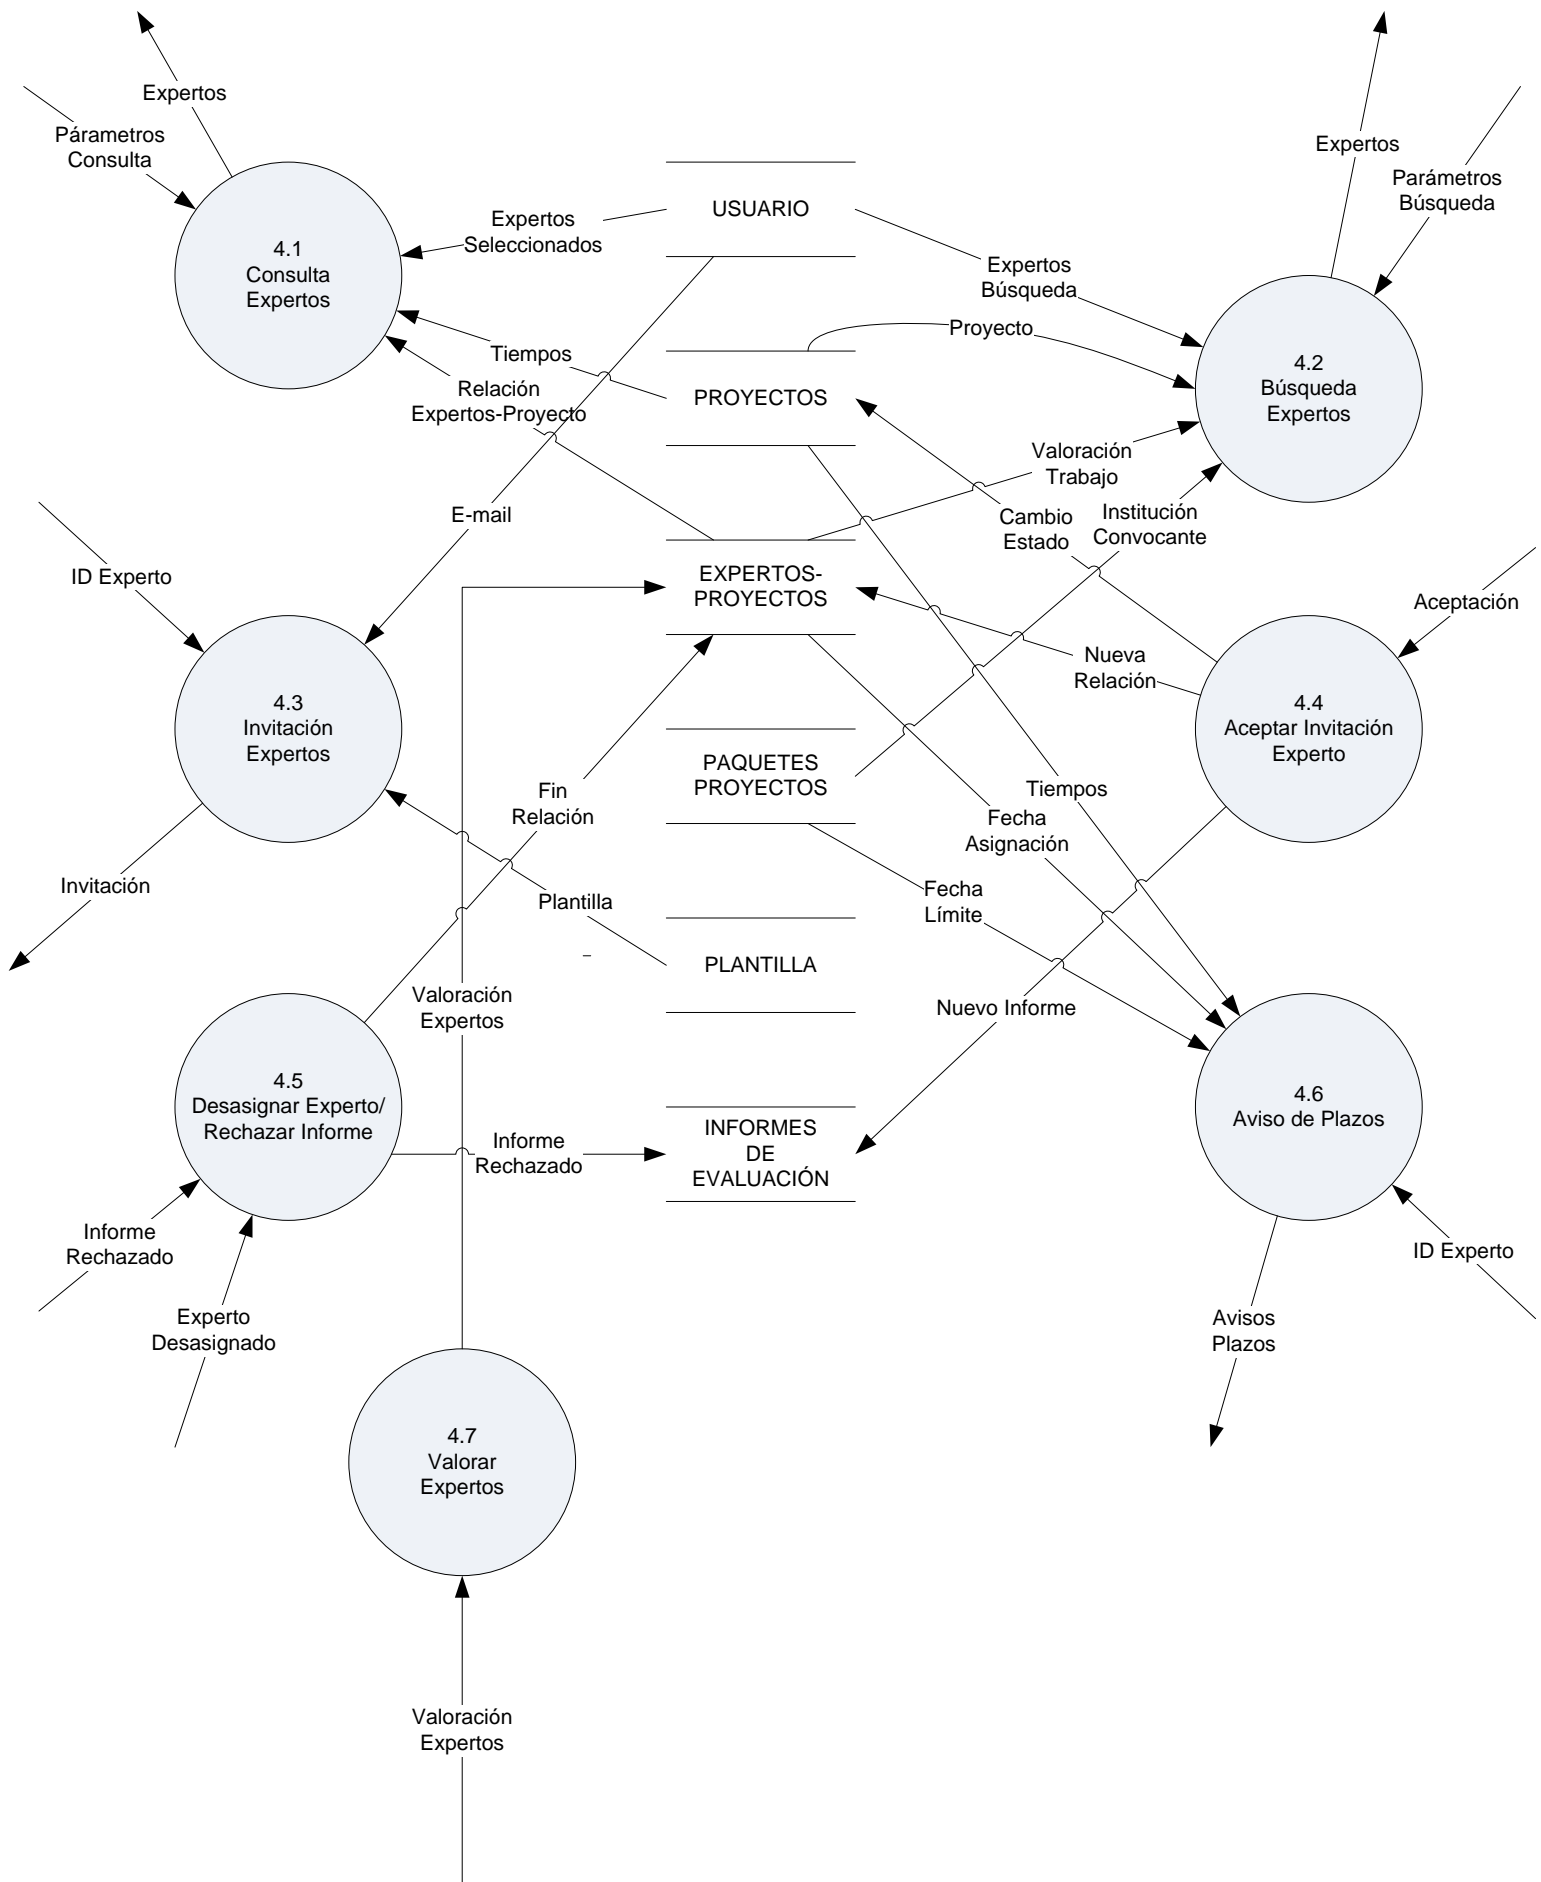 Expertos
Párametros
Consulta
Expertos
Parámetros
Búsqueda
USUARIO
Expertos
Seleccionados
4.1
Consulta
Expertos
Expertos
Búsqueda
Proyecto
Tiempos
Relación
Expertos-Proyecto
PROYECTOS
4.2
Búsqueda
Expertos
Valoración
Trabajo
E-mail
Cambio
Estado
Institución
Convocante
ID Experto
EXPERTOS-
PROYECTOS
Aceptación
Nueva
Relación
4.3
Invitación
Expertos
4.4
Aceptar Invitación
Experto
PAQUETES
PROYECTOS
Fin
Relación
Tiempos
Fecha
Asignación
Invitación
Plantilla
Fecha
Límite
PLANTILLA
Valoración
Expertos
Nuevo Informe
4.5
Desasignar Experto/
Rechazar Informe
4.6
Aviso de Plazos
Informe
Rechazado
INFORMES
DE
EVALUACIÓN
Informe
Rechazado
ID Experto
Experto
Desasignado
Avisos
Plazos
4.7
Valorar
Expertos
Valoración
Expertos